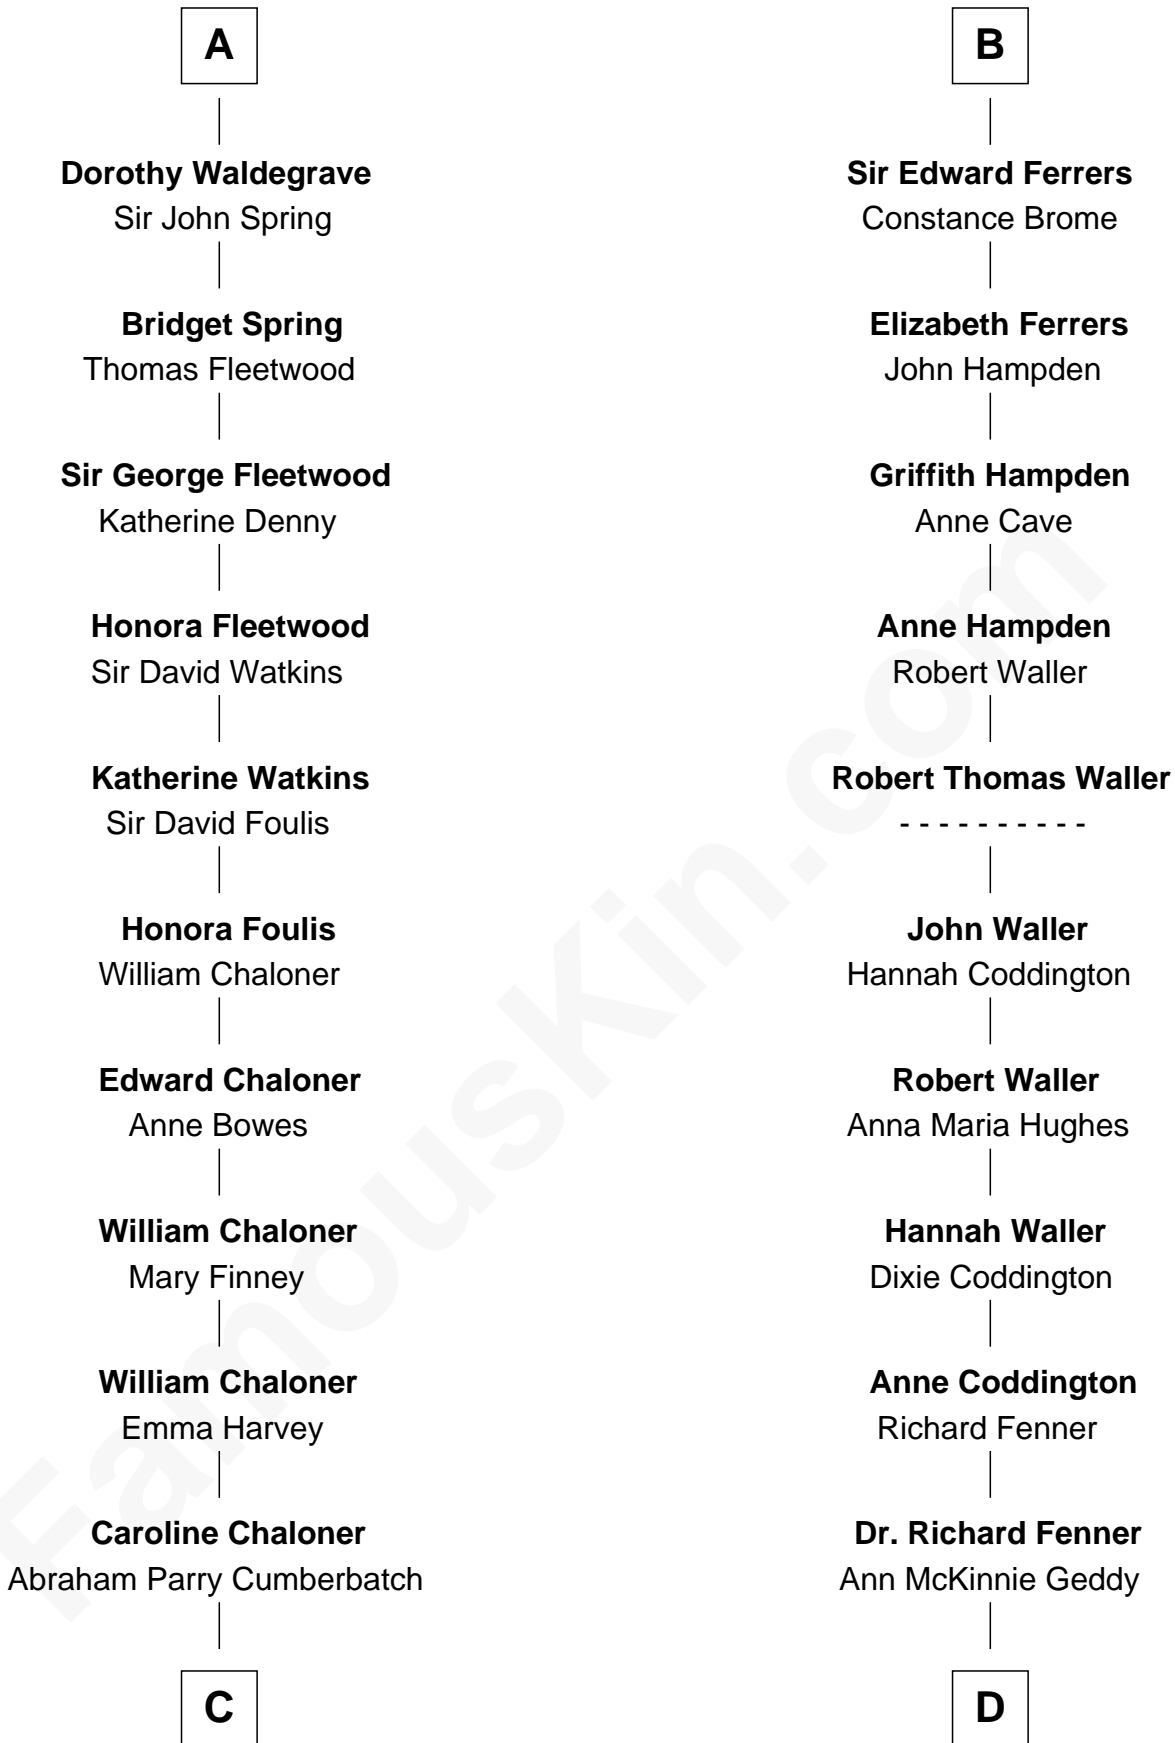 A
Dorothy Waldegrave
Sir John Spring
Bridget Spring
Thomas Fleetwood
Sir George Fleetwood
Katherine Denny
Honora Fleetwood
Sir David Watkins
Katherine Watkins
Sir David Foulis
Honora Foulis
William Chaloner
Edward Chaloner
Anne Bowes
William Chaloner
Mary Finney
William Chaloner
Emma Harvey
Caroline Chaloner
Abraham Parry Cumberbatch
C
B
Sir Edward Ferrers
Constance Brome
Elizabeth Ferrers
John Hampden
Griffith Hampden
Anne Cave
Anne Hampden
Robert Waller
Robert Thomas Waller
- - - - - - - - - -
John Waller
Hannah Coddington
Robert Waller
Anna Maria Hughes
Hannah Waller
Dixie Coddington
Anne Coddington
Richard Fenner
Dr. Richard Fenner
Ann McKinnie Geddy
D
FamousKin.com